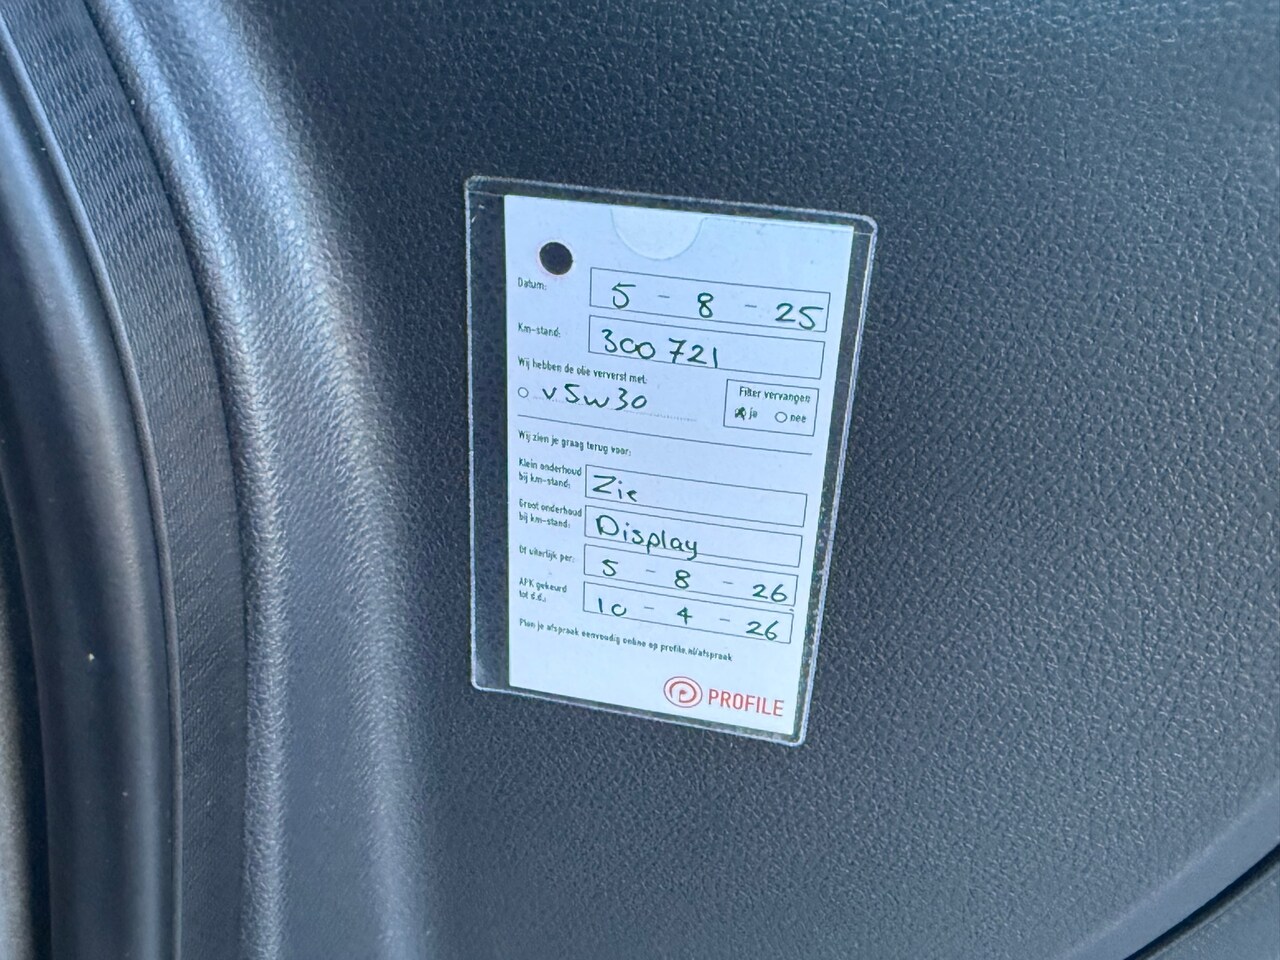 Datum: 5 - 8 - 25
Km-stand: 300 721
Wij hebben de olie ververst met:
v5w30
Filter vervangen
ja nee
Wij zien je graag terug voor:
Klein onderhoud
bij km-stand: Zie
Groot onderhoud
bij km-stand: Display
Of uiterlijk per: 5 - 8 - 26
APK gekeurd
tot d.d.: 10 - 4 - 26
Plan je afspraak eenvoudig online op profile.nl/afspraak
PROFILE